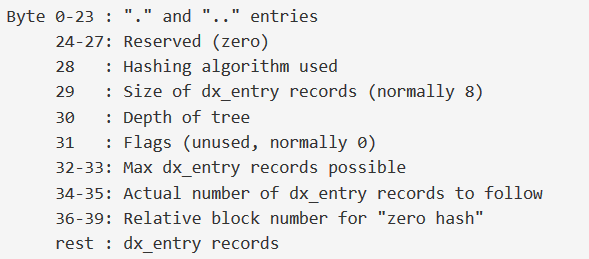 Byte 0-23 : "." and ".." entries
24-27: Reserved (zero)
28 : Hashing algorithm used
29 : Size of dx_entry records (normally 8)
30 : Depth of tree
31 : Flags (unused, normally 0)
32-33: Max dx_entry records possible
34-35: Actual number of dx_entry records to follow
36-39: Relative block number for "zero hash"
rest : dx_entry records